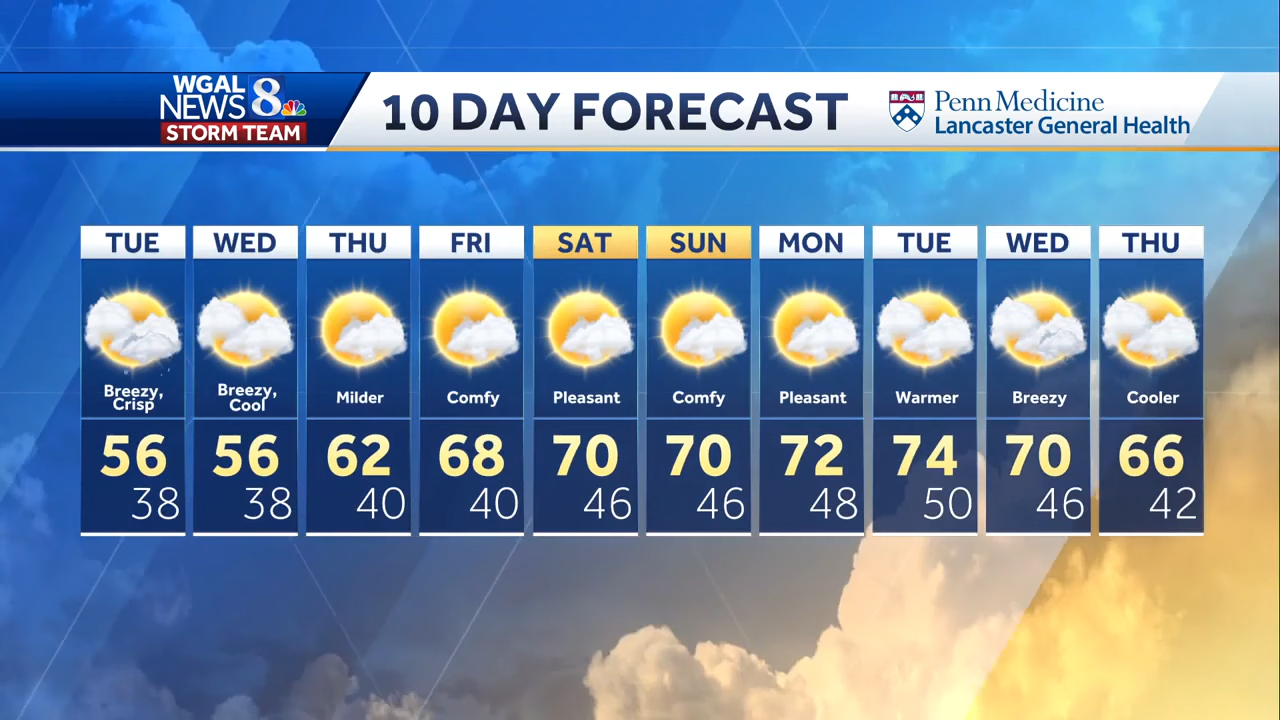 WGAL
NEWS 8
STORM TEAM
10 DAY FORECAST
Penn Medicine
Lancaster General Health
TUE
Breezy,
Crisp
56
38
WED
Breezy,
Cool
56
38
THU
Milder
62
40
FRI
Comfy
68
40
SAT
Pleasant
70
46
SUN
Comfy
70
46
MON
Pleasant
72
48
TUE
Warmer
74
50
WED
Breezy
70
46
THU
Cooler
66
42